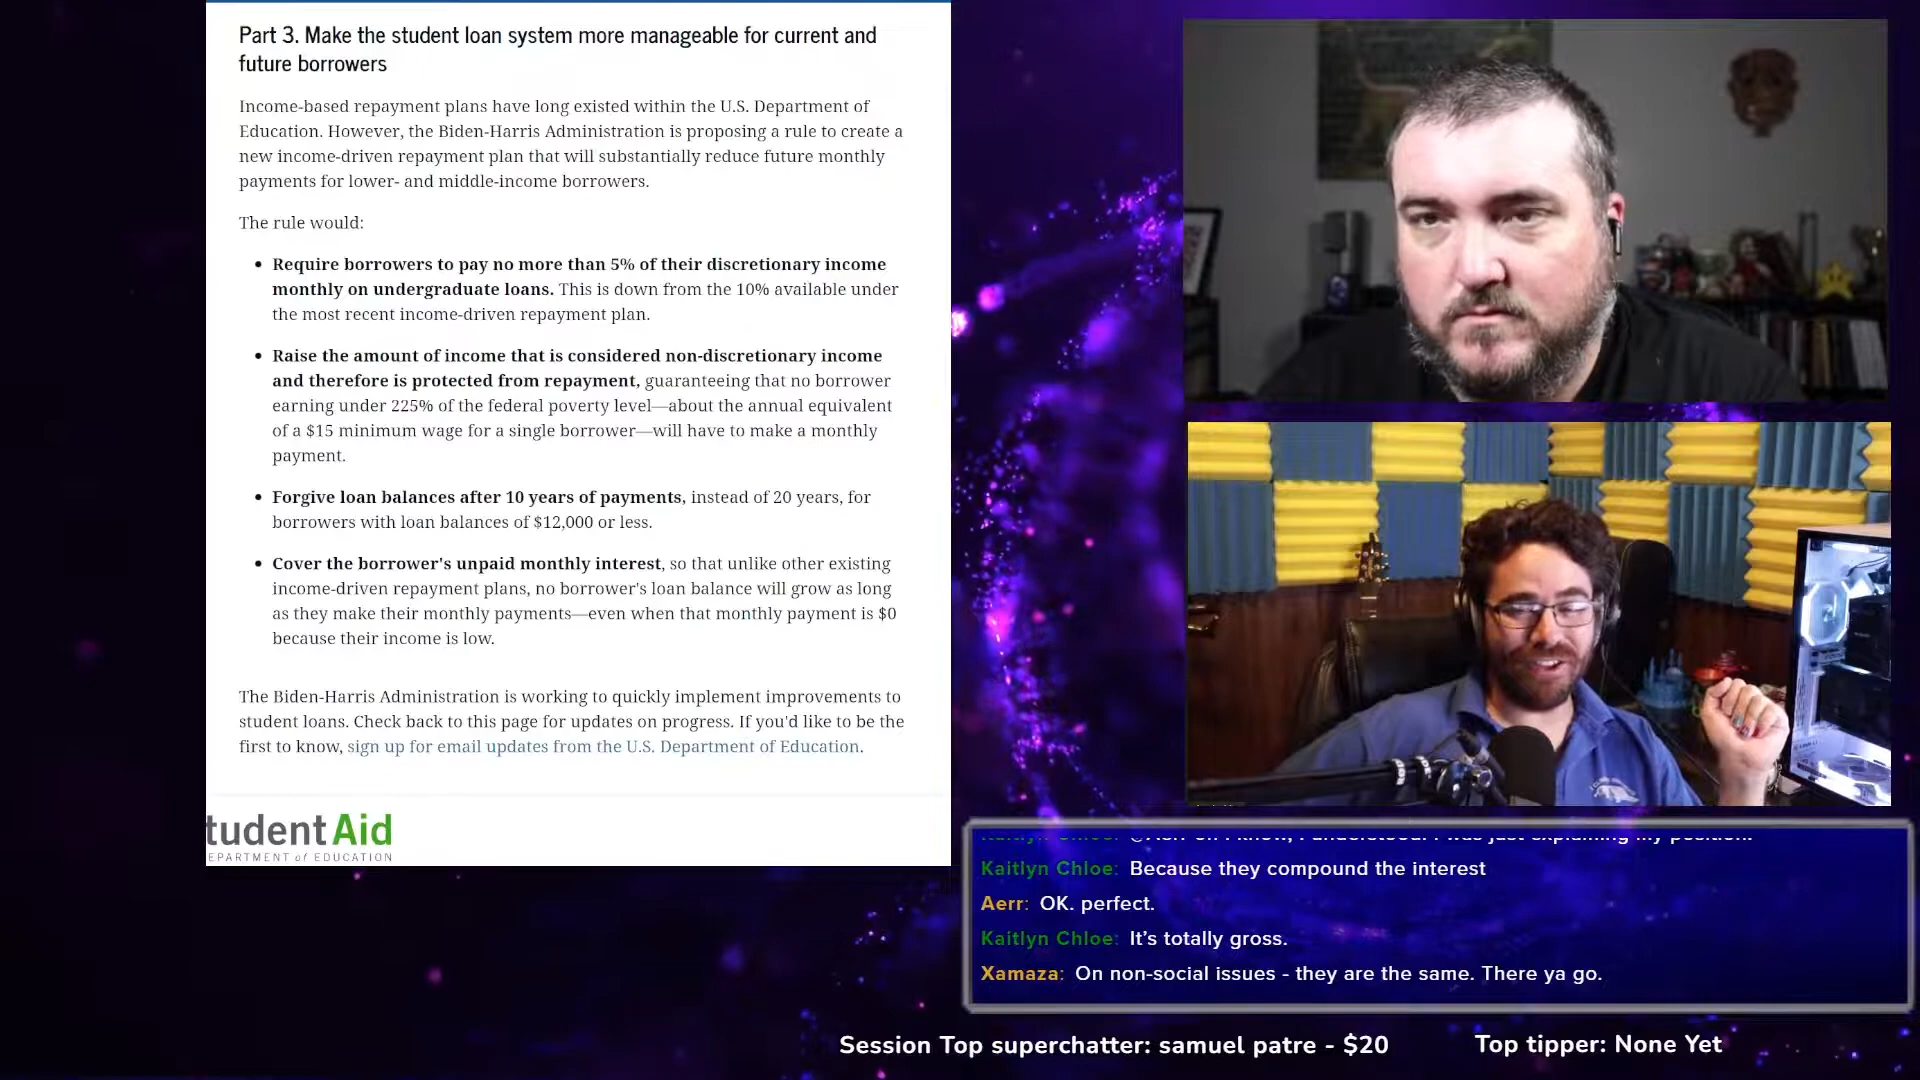 Part 3. Make the student loan system more manageable for current and
future borrowers
Income-based repayment plans have long existed within the U.S. Department of
Education. However, the Biden-Harris Administration is proposing a rule to create a
new income-driven repayment plan that will substantially reduce future monthly
payments for lower- and middle-income borrowers.
The rule would:
• Require borrowers to pay no more than 5% of their discretionary income
monthly on undergraduate loans. This is down from the 10% available under
the most recent income-driven repayment plan.
• Raise the amount of income that is considered non-discretionary income
and therefore is protected from repayment, guaranteeing that no borrower
earning under 225% of the federal poverty level—about the annual equivalent
of a $15 minimum wage for a single borrower—will have to make a monthly
payment.
• Forgive loan balances after 10 years of payments, instead of 20 years, for
borrowers with loan balances of $12,000 or less.
• Cover the borrower's unpaid monthly interest, so that unlike other existing
income-driven repayment plans, no borrower's loan balance will grow as long
as they make their monthly payments—even when that monthly payment is $0
because their income is low.
The Biden-Harris Administration is working to quickly implement improvements to
student loans. Check back to this page for updates on progress. If you'd like to be the
first to know, sign up for email updates from the U.S. Department of Education.
tudentAid
EPARTMENT of EDUCATION
Kaitlyn Chloe: I know, I understood. I was just explaining my position.
Kaitlyn Chloe: Because they compound the interest
Aerr: OK. perfect.
Kaitlyn Chloe: It's totally gross.
Xamaza: On non-social issues - they are the same. There ya go.
Session Top superchatter: samuel patre - $20
Top tipper: None Yet